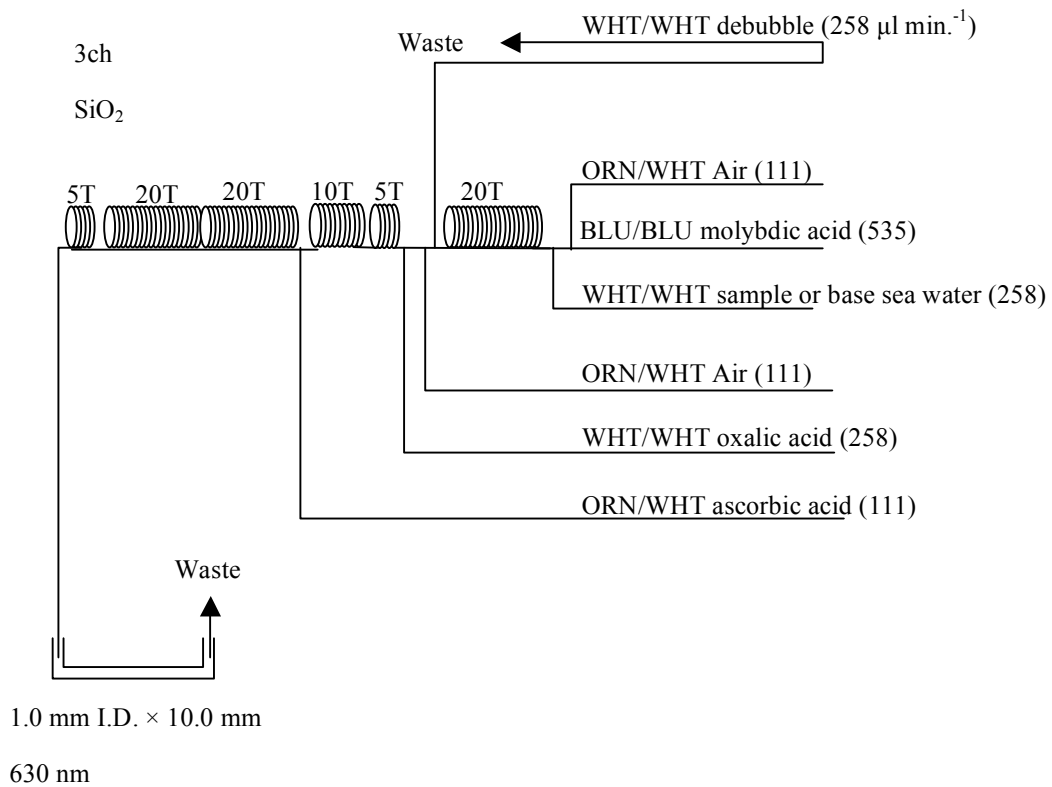 WHT/WHT debubble (258 µl min.⁻¹)
Waste
3ch
SiO₂
ORN/WHT Air (111)
5T 20T 20T 10T 5T 20T
BLU/BLU molybdic acid (535)
WHT/WHT sample or base sea water (258)
ORN/WHT Air (111)
WHT/WHT oxalic acid (258)
ORN/WHT ascorbic acid (111)
Waste
1.0 mm I.D. × 10.0 mm
630 nm